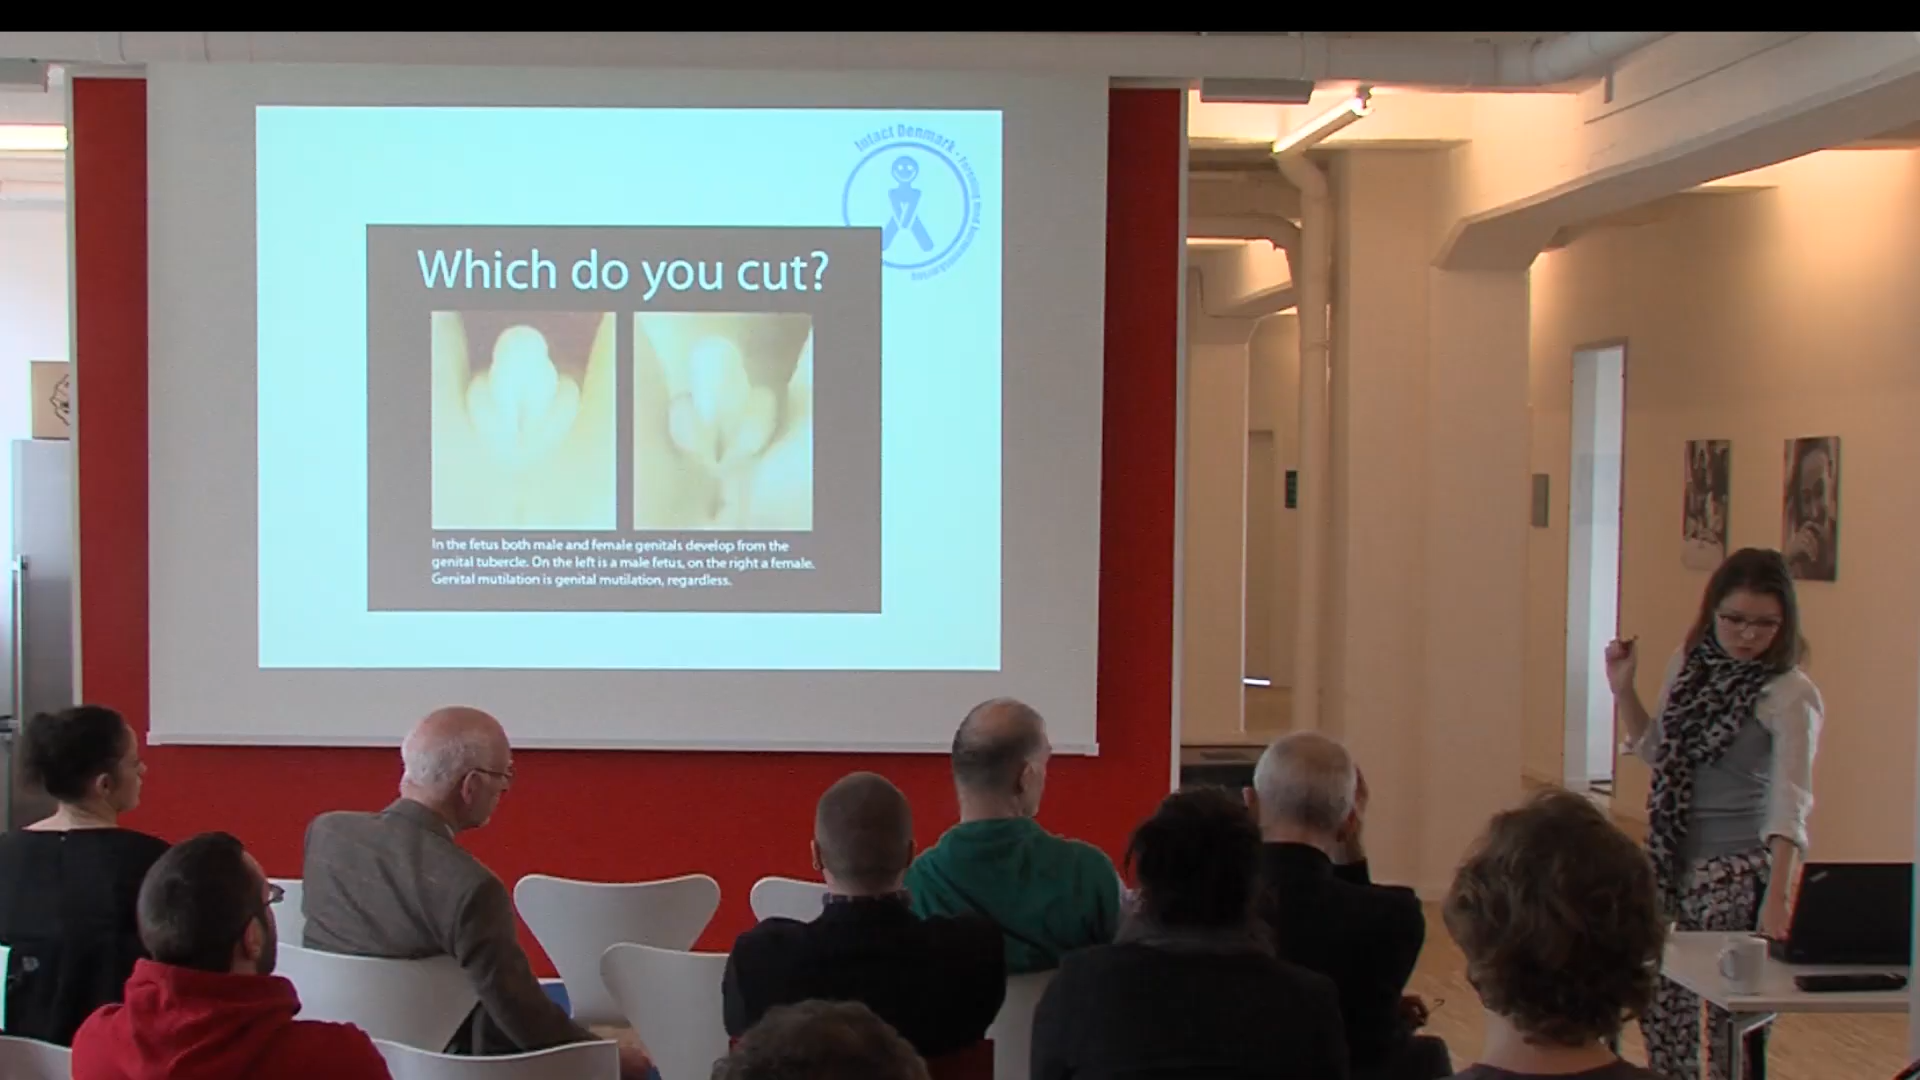 Intact Denmark
Which do you cut?
In the fetus both male and female genitals develop from the
genital tubercle. On the left is a male fetus, on the right a female.
Genital mutilation is genital mutilation, regardless.